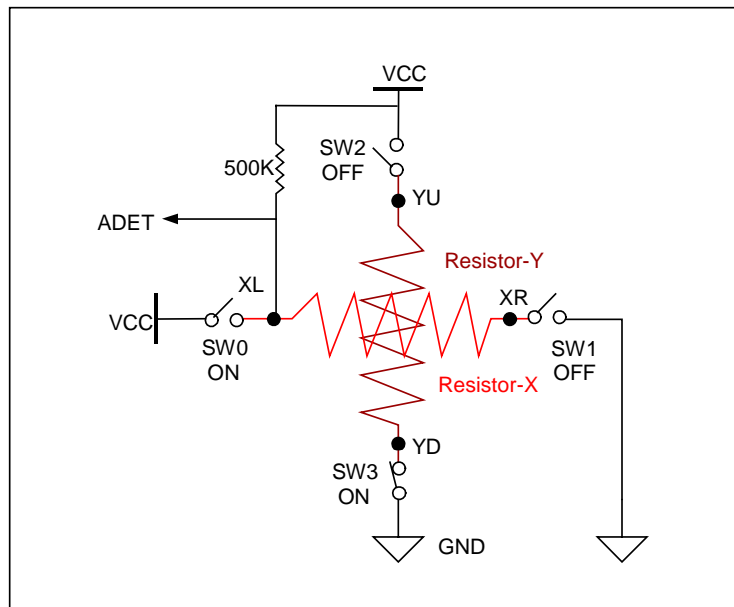 VCC
SW2
OFF
500K
YU
ADET
Resistor-Y
XL
XR
VCC
SW0
ON
SW1
OFF
Resistor-X
YD
SW3
ON
GND